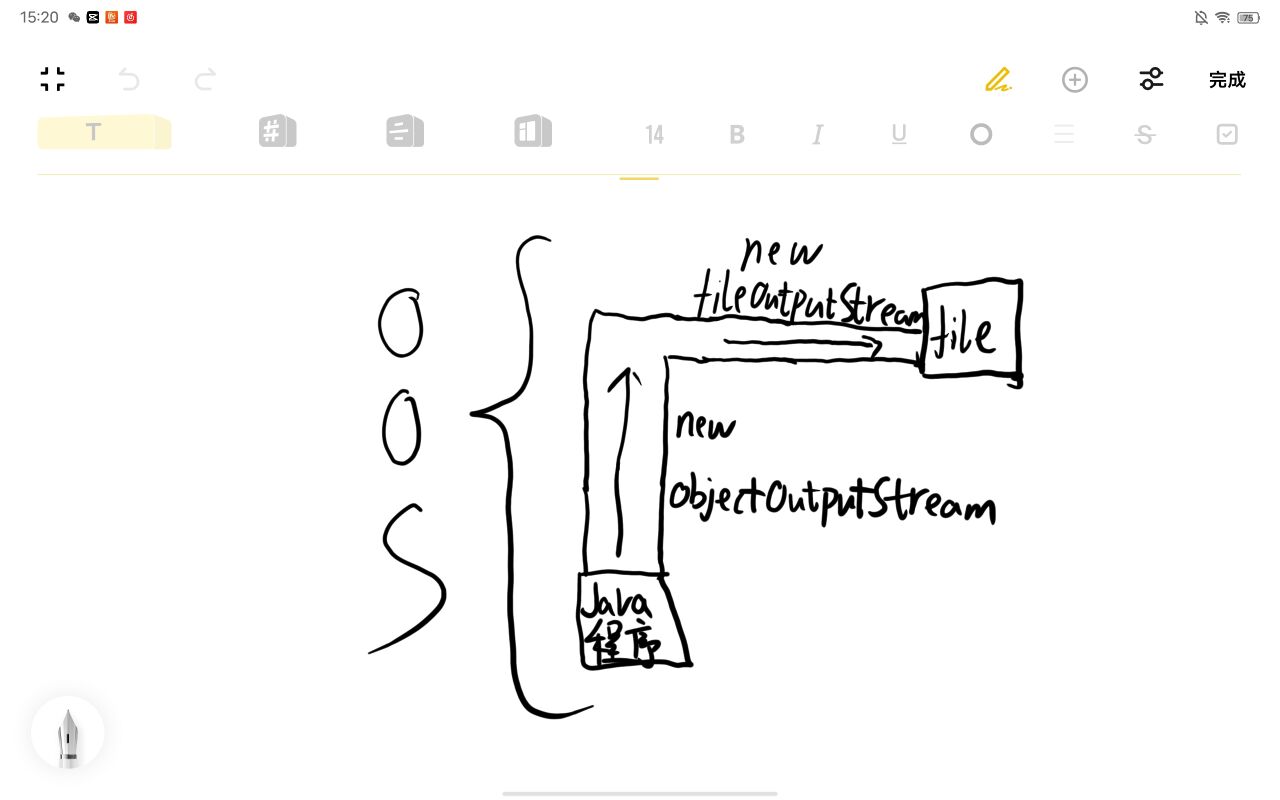 15:20
75
完成
T
#
14
B
I
U
S
new
fileOutputStream
file
O
O
S
new
objectOutputStream
Java
程序